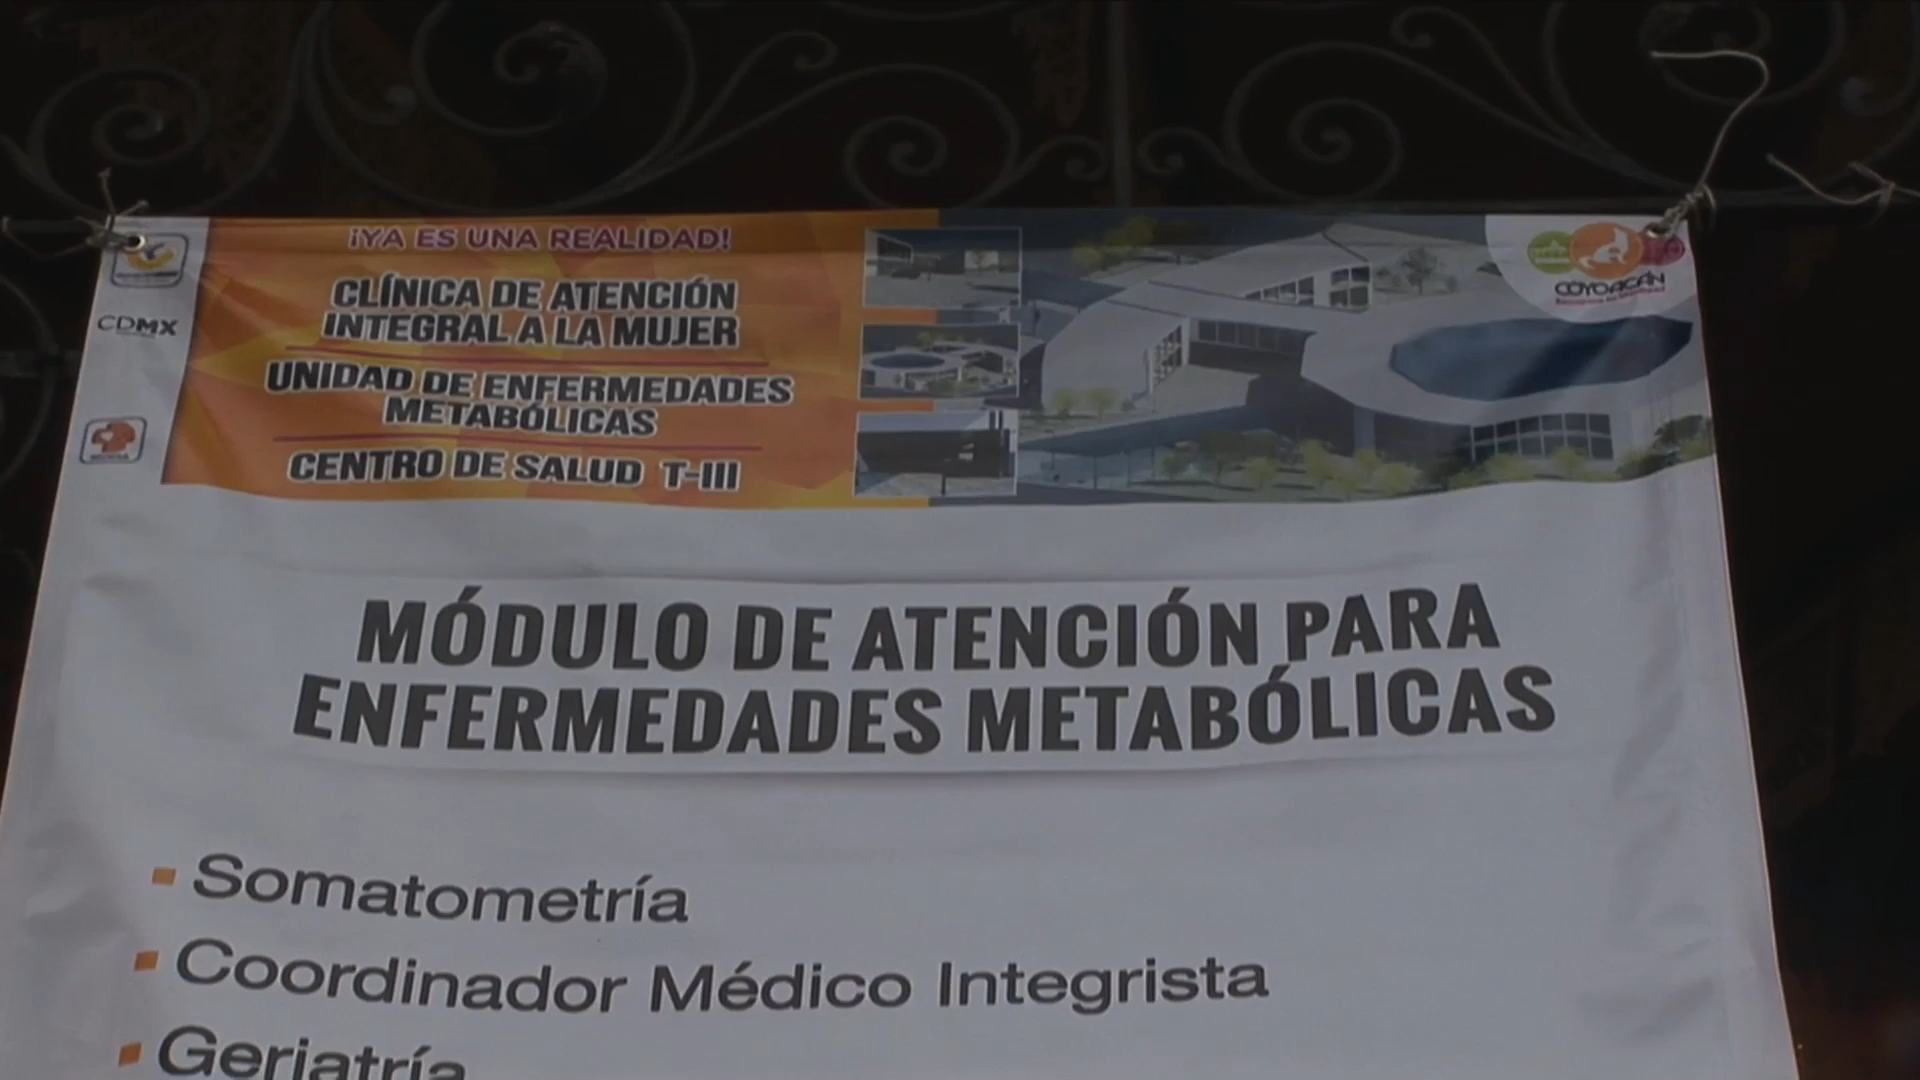 ¡YA ES UNA REALIDAD!
CLÍNICA DE ATENCIÓN
INTEGRAL A LA MUJER
UNIDAD DE ENFERMEDADES
METABÓLICAS
CENTRO DE SALUD T-III
CDMX
COYOACÁN
MÓDULO DE ATENCIÓN PARA
ENFERMEDADES METABÓLICAS
Somatometría
Coordinador Médico Integrista
Geriatría